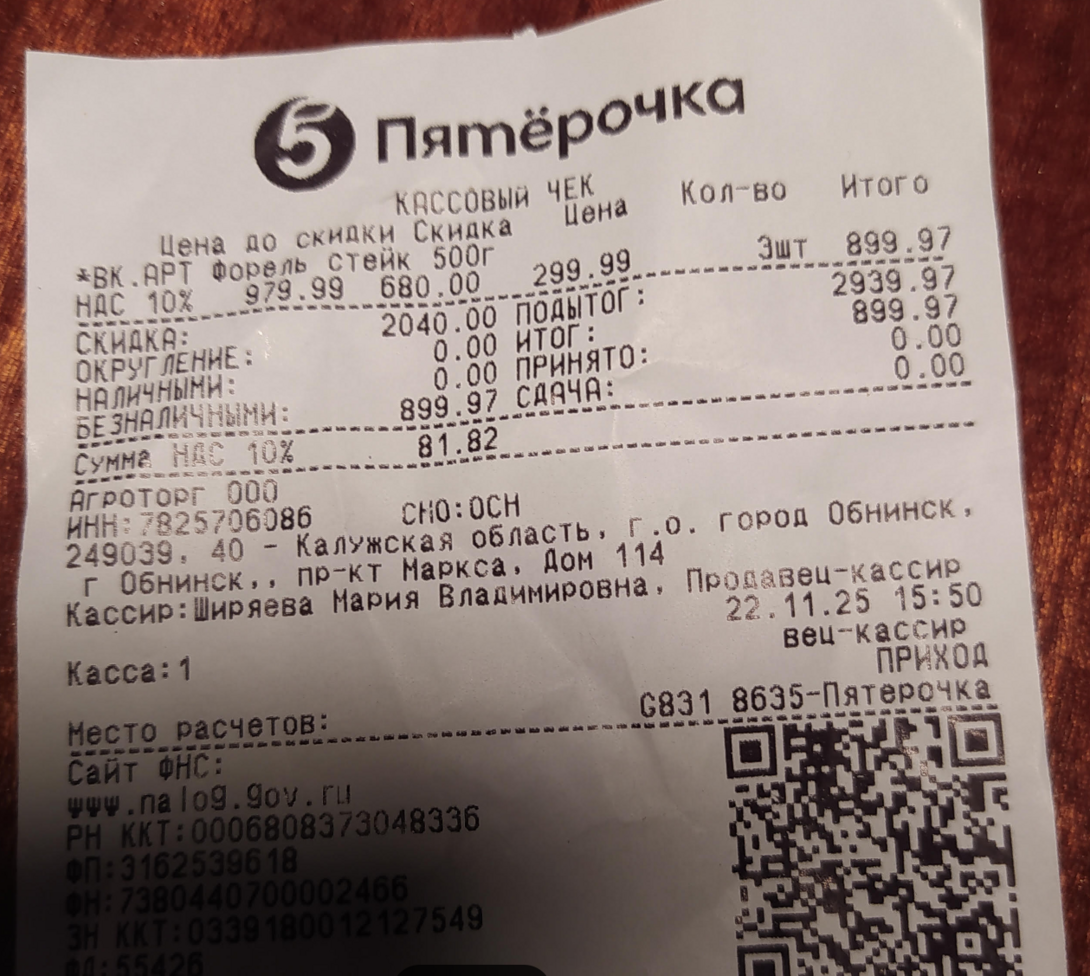 5 Пятёрочка
КАССОВЫЙ ЧЕК
Цена до скидки Скидка Цена Кол-во Итого
*ВК.АРТ Форель стейк 500г
НДС 10% 979.99 680.00 299.99 3шт 899.97
СКИДКА: 2040.00 ПОДЫТОГ: 2939.97
ОКРУГЛЕНИЕ: 0.00 ИТОГ: 899.97
НАЛИЧНЫМИ: 0.00 ПРИНЯТО: 0.00
БЕЗНАЛИЧНЫМИ: 899.97 СДАЧА: 0.00
Сумма НДС 10% 81.82
Агроторг ООО
ИНН:7825706086 СНО:ОСН
249039, 40 - Калужская область, г.о. город Обнинск,
г Обнинск,, пр-кт Маркса, Дом 114
Кассир:Ширяева Мария Владимировна, Продавец-кассир
22.11.25 15:50
вец-кассир
Касса:1 ПРИХОД
Место расчетов: G831 8635-Пятерочка
Сайт ФНС:
www.nalog.gov.ru
РН ККТ:0006808373048336
ФП:3162539618
ФН:7380440700002466
ЗН ККТ:0339180012127549
ФД:55426